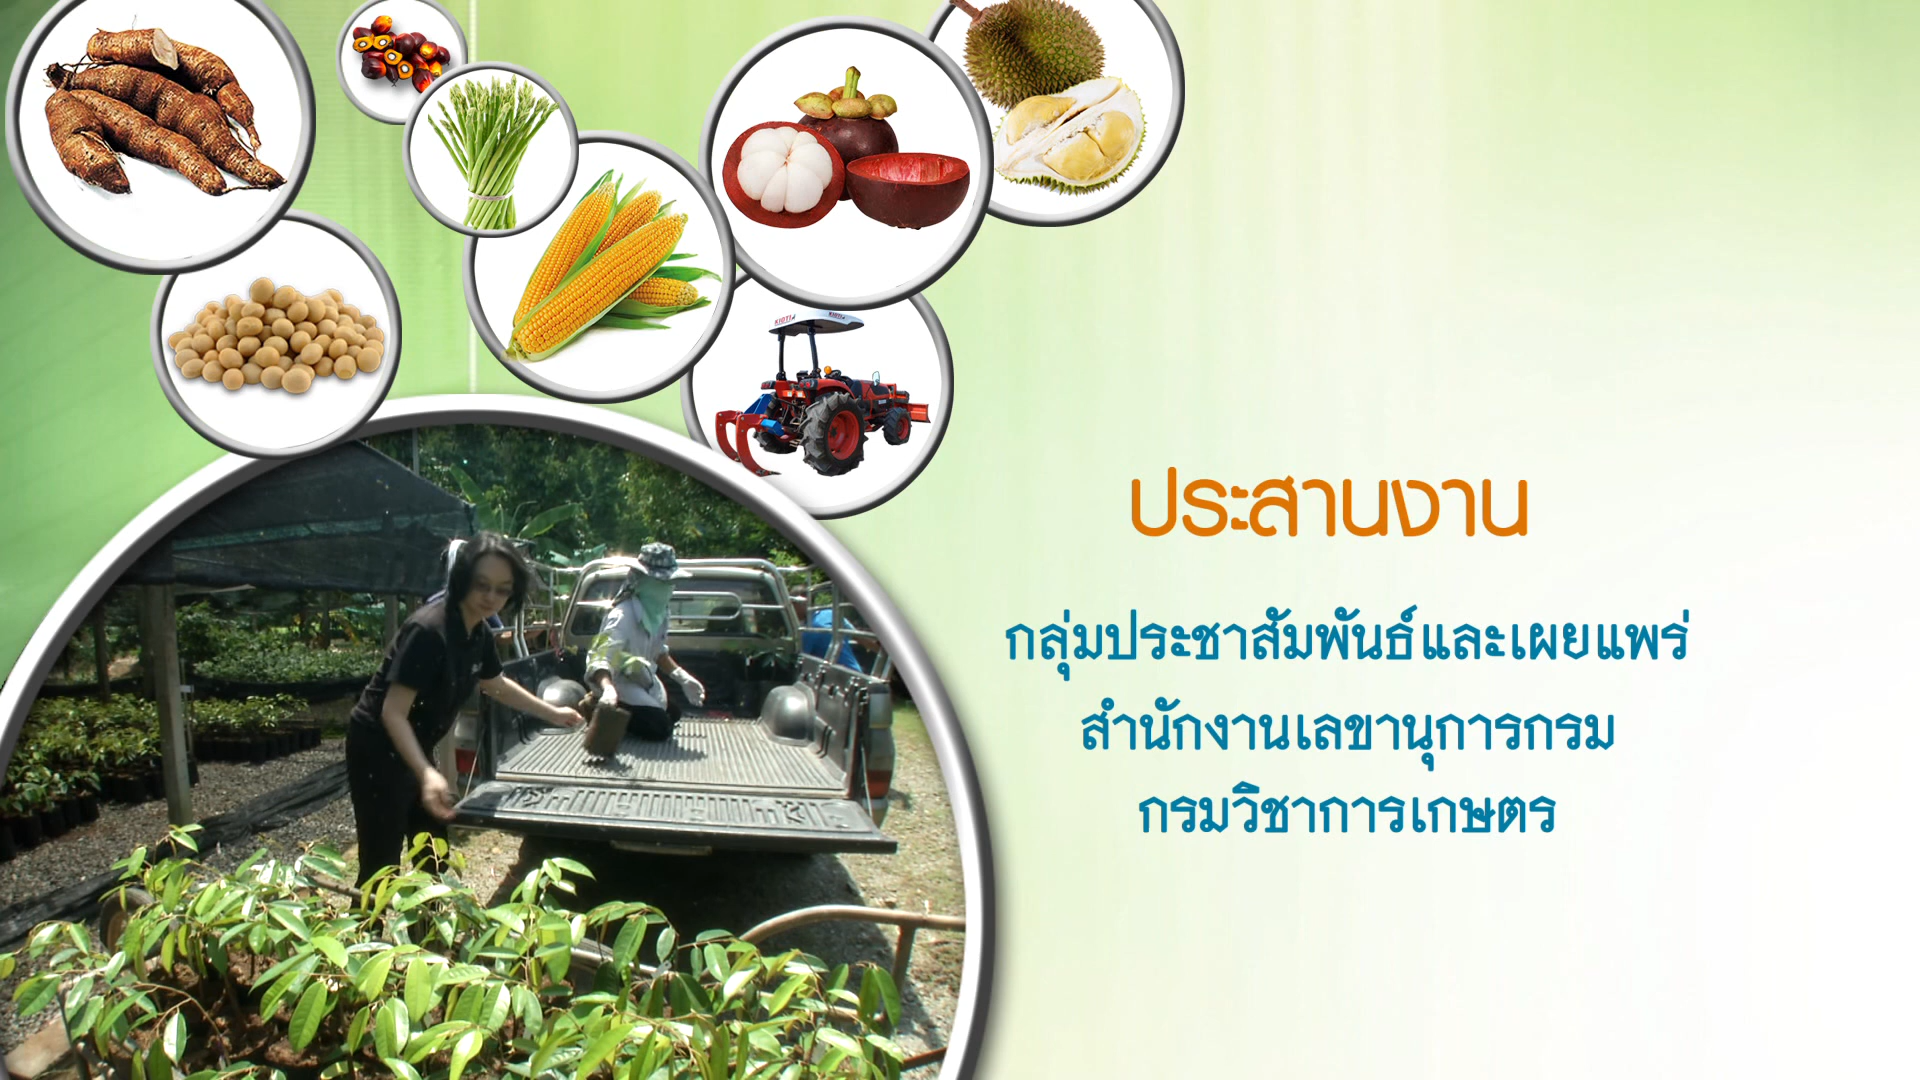 KIOTI
KIOTI
ประสานงาน
กลุ่มประชาสัมพันธ์และเผยแพร่
สำนักงานเลขานุการกรม
กรมวิชาการเกษตร